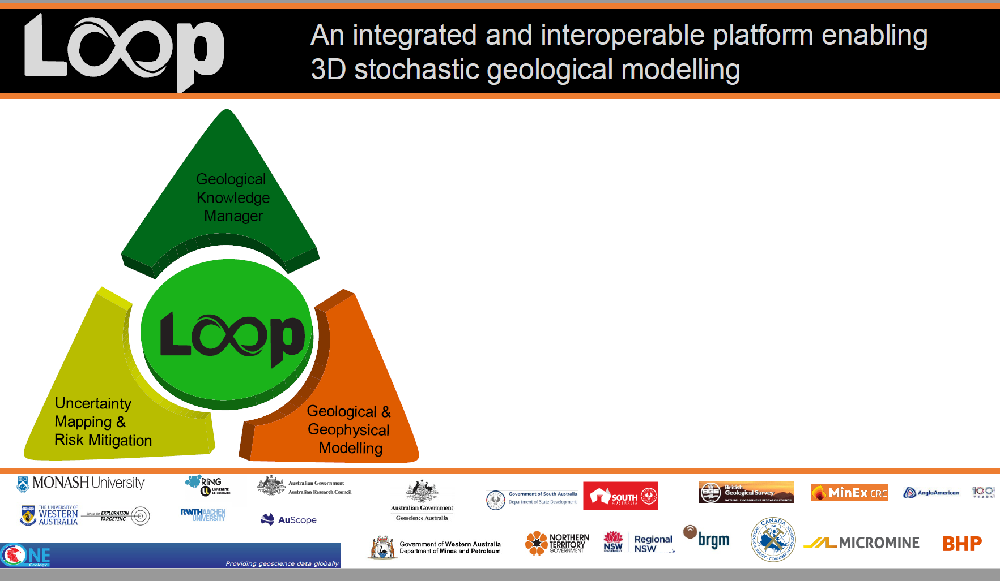 Loop
An integrated and interoperable platform enabling
3D stochastic geological modelling
Geological
Knowledge
Manager
Loop
Uncertainty
Mapping &
Risk Mitigation
Geological &
Geophysical
Modelling
MONASH University
RING
UNIVERSITÉ
DE LORRAINE
Australian Government
Australian Research Council
THE UNIVERSITY OF
WESTERN
AUSTRALIA
Centre for EXPLORATION
TARGETING
RWTHAACHEN
UNIVERSITY
AuScope
Australian Government
Geoscience Australia
Government of South Australia
Department of State Development
SOUTH
AUSTRALIA
BGS
British
Geological Survey
NATURAL ENVIRONMENT RESEARCH COUNCIL
MinEx CRC
AngloAmerican
100
YEARS
Government of Western Australia
Department of Mines and Petroleum
NORTHERN
TERRITORY
GOVERNMENT
NSW
GOVERNMENT
Regional
NSW
brgm
CANADA
1842
GEOLOGICAL SURVEY - COMMISSION GEOLOGIQUE
MICROMINE
BHP
ONE
Geology
Providing geoscience data globally